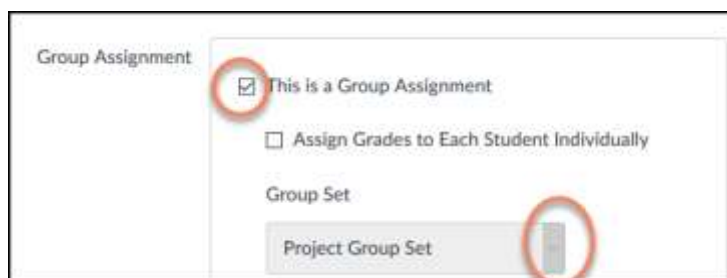 Group Assignment
This is a Group Assignment
Assign Grades to Each Student Individually
Group Set
Project Group Set